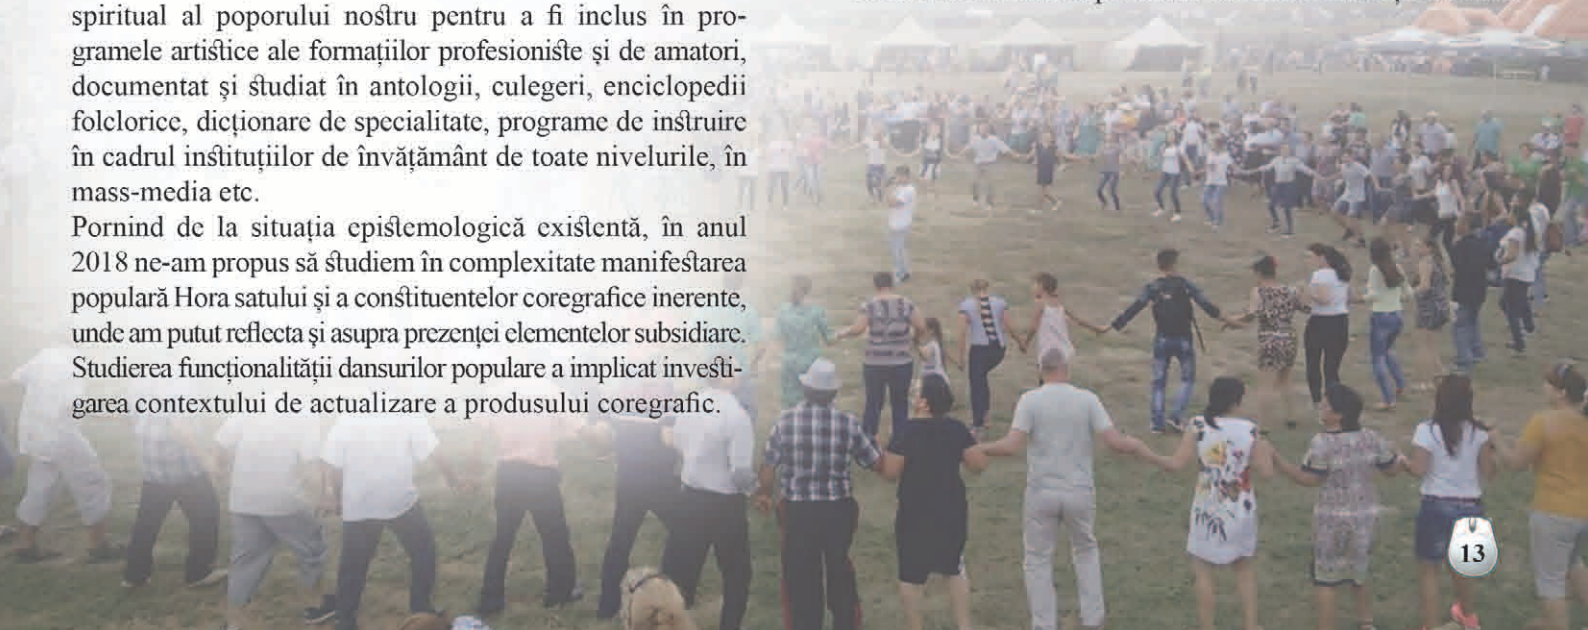 spiritual al poporului nostru pentru a fi inclus în pro-
gramele artistice ale formațiilor profesioniste și de amatori,
documentat și studiat în antologii, culegeri, enciclopedii
folclorice, dicționare de specialitate, programe de instruire
în cadrul instituțiilor de învățământ de toate nivelurile, în
mass-media etc.
Pornind de la situația epistemologică existentă, în anul
2018 ne-am propus să studiem în complexitate manifestarea
populară Hora satului și a constituentelor coregrafice inerente,
unde am putut reflecta și asupra prezenței elementelor subsidiare.
Studierea funcționalității dansurilor populare a implicat investi-
garea contextului de actualizare a produsului coregrafic.
13